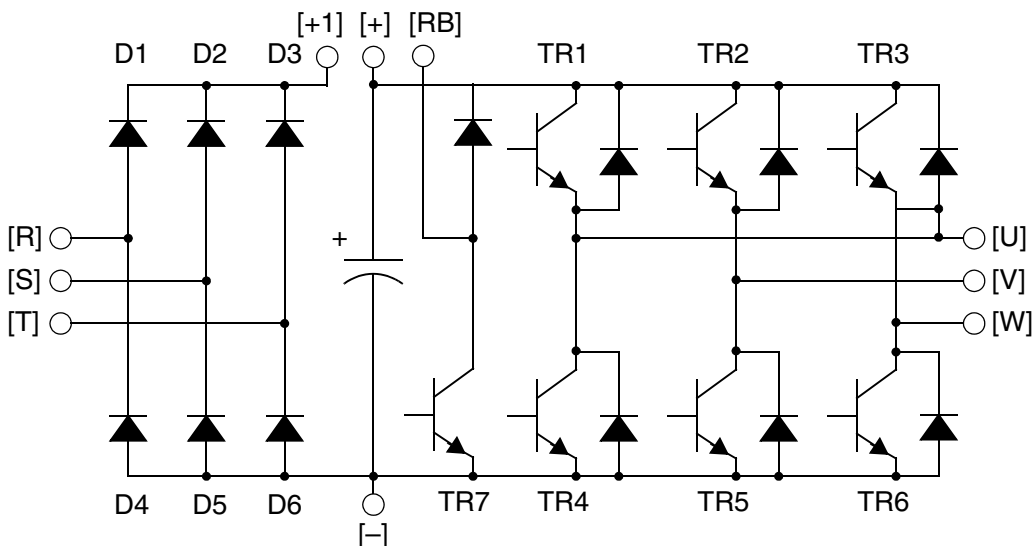 [+1] [+] [RB]
D1 D2 D3 TR1 TR2 TR3
[R] [U]
+
[S] [V]
[T] [W]
D4 D5 D6 TR7 TR4 TR5 TR6
[–]